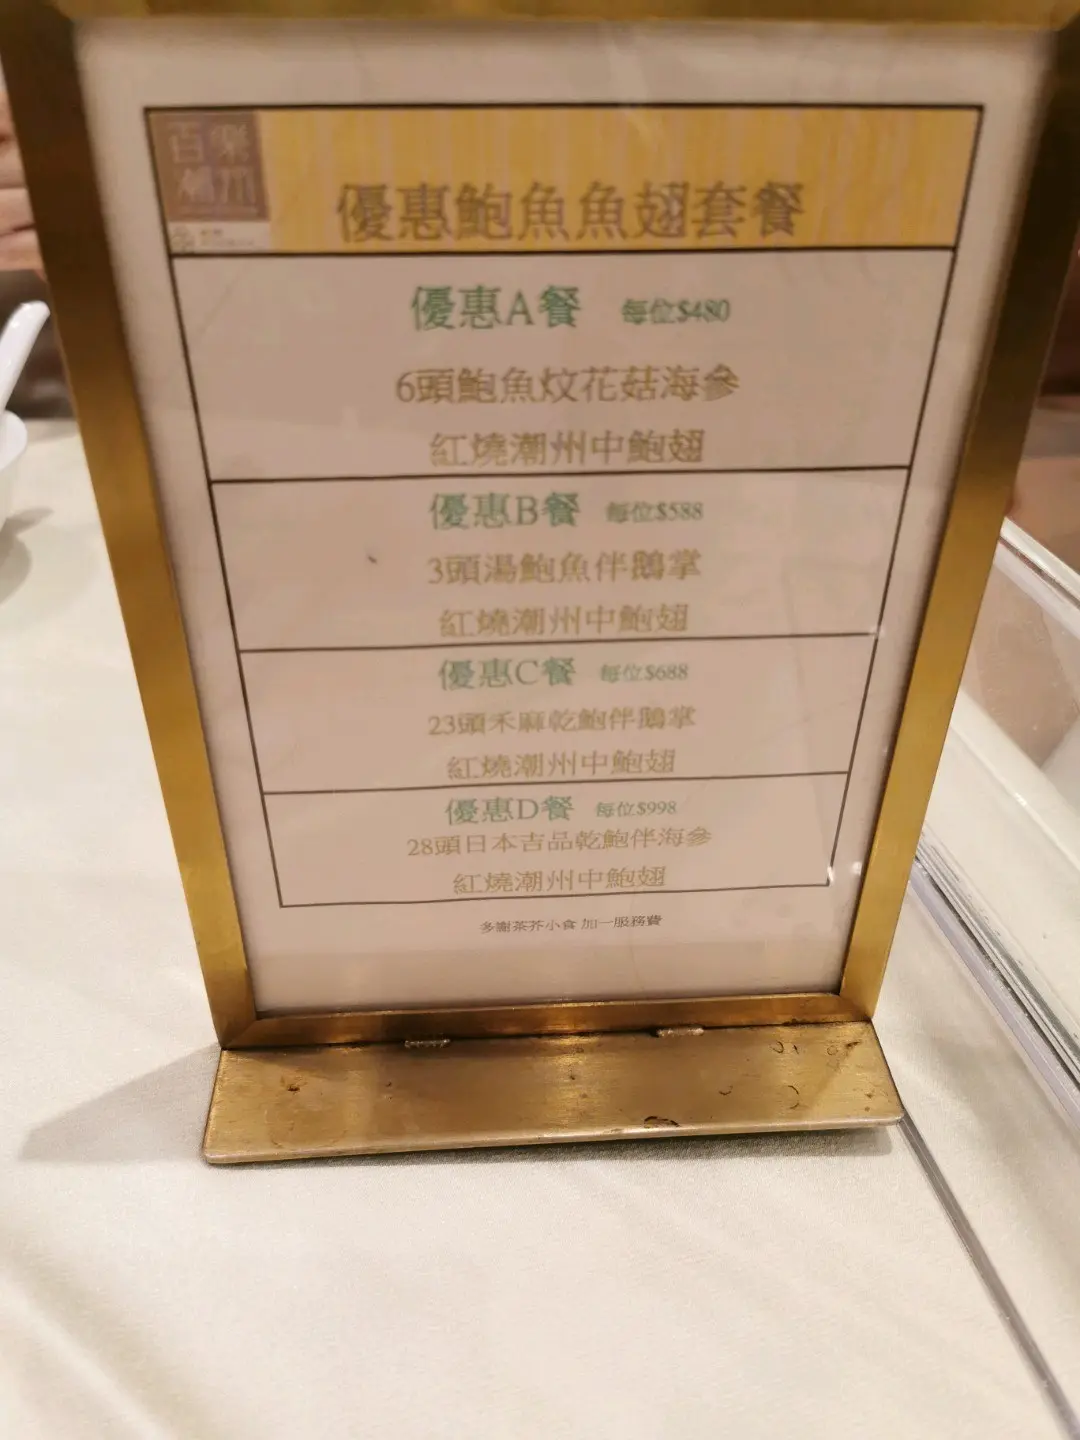 百樂
潮州
優惠鮑魚魚翅套餐
優惠A餐 每位$480
6頭鮑魚炆花菇海參
紅燒潮州中鮑翅
優惠B餐 每位$588
3頭湯鮑魚伴鵝掌
紅燒潮州中鮑翅
優惠C餐 每位$688
23頭禾麻乾鮑伴鵝掌
紅燒潮州中鮑翅
優惠D餐 每位$998
28頭日本吉品乾鮑伴海參
紅燒潮州中鮑翅
多謝茶芥小食 加一服務費